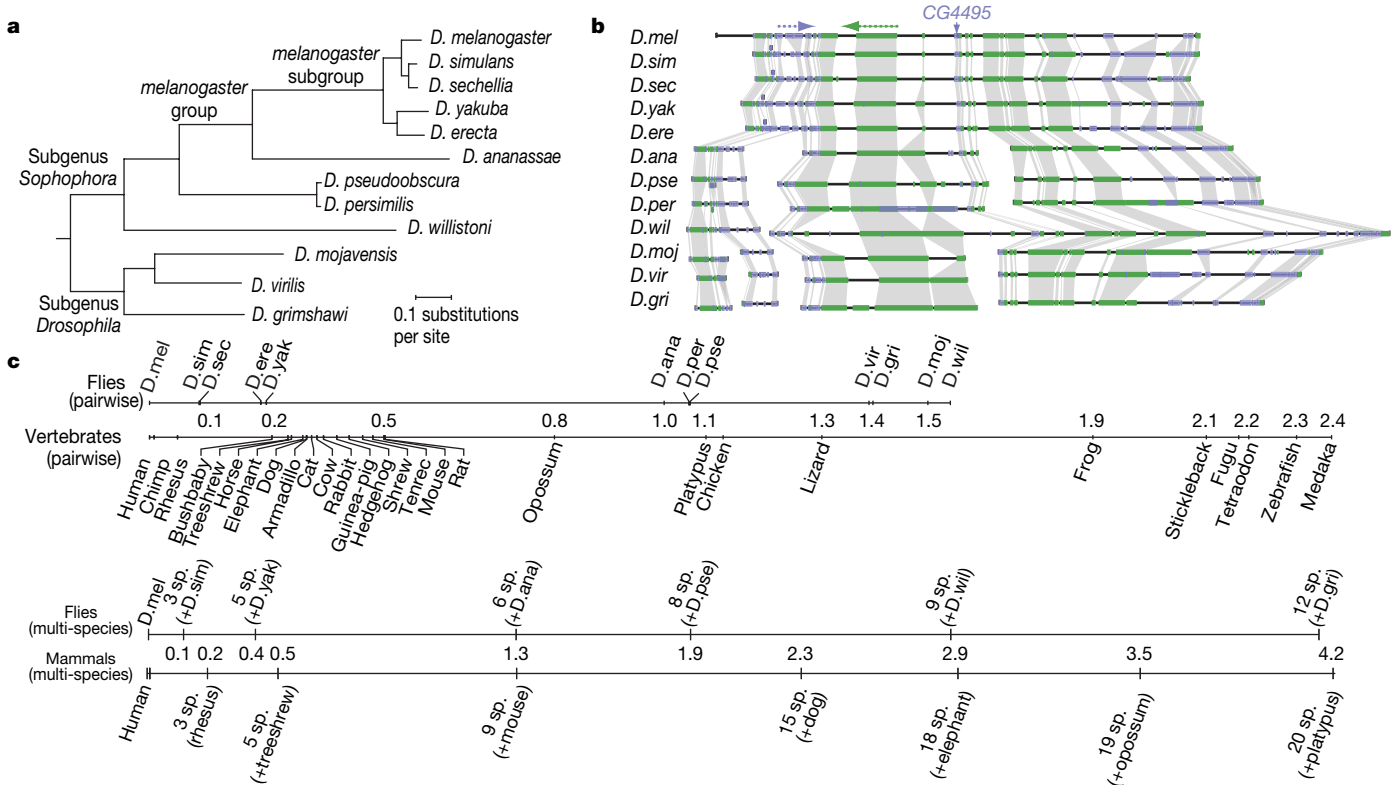 a
D. melanogaster
D. simulans
D. sechellia
D. yakuba
D. erecta
D. ananassae
D. pseudoobscura
D. persimilis
D. willistoni
D. mojavensis
D. virilis
D. grimshawi
melanogaster
subgroup
melanogaster
group
Subgenus
Sophophora
Subgenus
Drosophila
0.1 substitutions
per site
b
CG4495
D.mel
D.sim
D.sec
D.yak
D.ere
D.ana
D.pse
D.per
D.wil
D.moj
D.vir
D.gri
c
Flies
(pairwise)
D.mel
D.sim
D.sec
D.ere
D.yak
D.ana
D.per
D.pse
D.vir
D.gri
D.moj
D.wil
0.1 0.2 0.5 0.8 1.0 1.1 1.3 1.4 1.5 1.9 2.1 2.2 2.3 2.4
Vertebrates
(pairwise)
Human
Chimp
Rhesus
Bushbaby
Treeshrew
Horse
Elephant
Dog
Armadillo
Cat
Cow
Rabbit
Guinea-pig
Hedgehog
Shrew
Tenrec
Mouse
Rat
Opossum
Platypus
Chicken
Lizard
Frog
Stickleback
Fugu
Tetraodon
Zebrafish
Medaka
Flies
(multi-species)
D.mel
3 sp.
(+D.sim)
5 sp.
(+D.yak)
6 sp.
(+D.ana)
8 sp.
(+D.pse)
9 sp.
(+D.wil)
12 sp.
(+D.gri)
0.1 0.2 0.4 0.5 1.3 1.9 2.3 2.9 3.5 4.2
Mammals
(multi-species)
Human
3 sp.
(rhesus)
5 sp.
(+treeshrew)
9 sp.
(+mouse)
15 sp.
(+dog)
18 sp.
(+elephant)
19 sp.
(+opossum)
20 sp.
(+platypus)